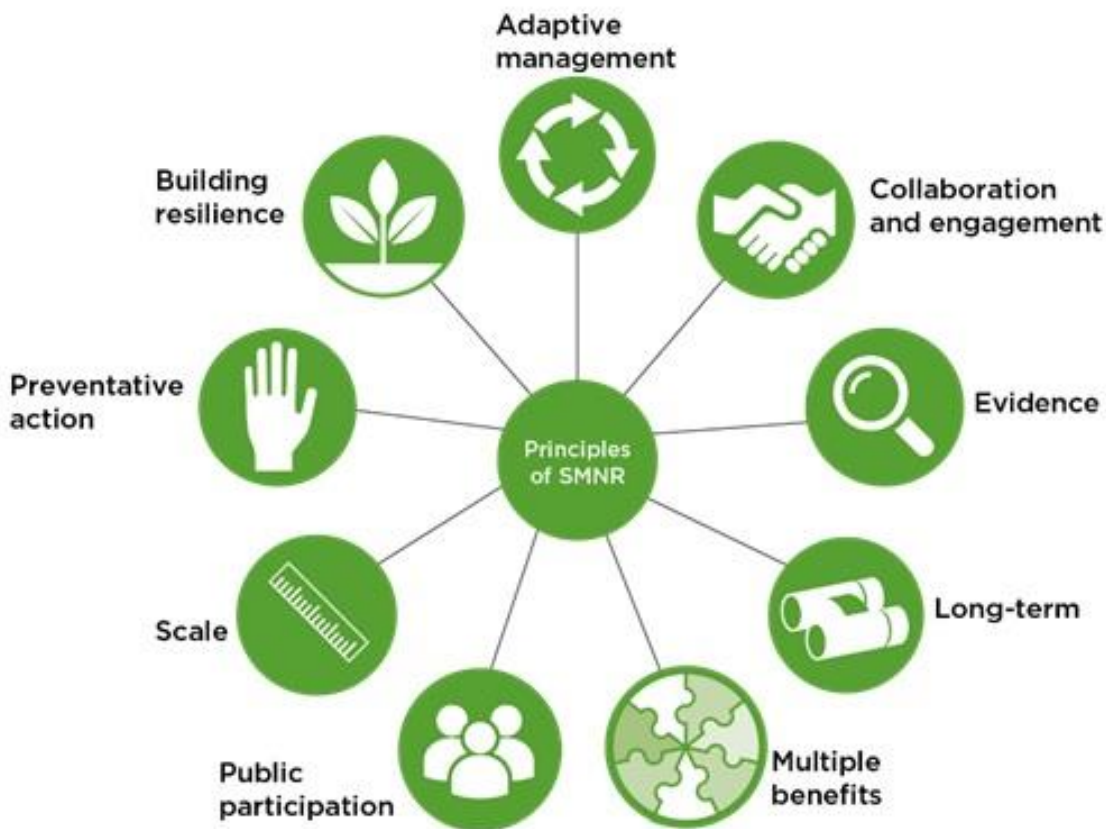 Adaptive
management
Collaboration
and engagement
Evidence
Long-term
Multiple
benefits
Public
participation
Scale
Preventative
action
Building
resilience
Principles
of SMNR